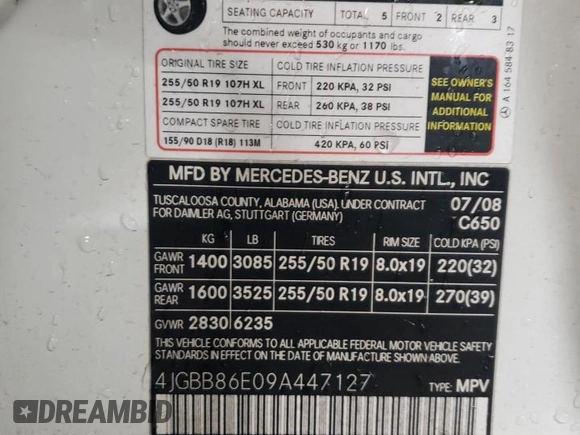 SEATING CAPACITY TOTAL 5 FRONT 2 REAR 3
The combined weight of occupants and cargo
should never exceed 530 kg or 1170 lbs.
ORIGINAL TIRE SIZE COLD TIRE INFLATION PRESSURE
255/50 R19 107H XL FRONT 220 KPA, 32 PSI
255/50 R19 107H XL REAR 260 KPA, 38 PSI
COMPACT SPARE TIRE COLD TIRE INFLATION PRESSURE
155/90 D18 (R18) 113M 420 KPA, 60 PSI
SEE OWNER'S
MANUAL FOR
ADDITIONAL
INFORMATION
A 164 584 83 17
MFD BY MERCEDES-BENZ U.S. INTL., INC
TUSCALOOSA COUNTY, ALABAMA (USA), UNDER CONTRACT 07/08
FOR DAIMLER AG, STUTTGART (GERMANY) C650
KG LB TIRES RIM SIZE COLD KPA (PSI)
GAWR FRONT 1400 3085 255/50 R19 8.0x19 220(32)
GAWR REAR 1600 3525 255/50 R19 8.0x19 270(39)
GVWR 2830 6235
THIS VEHICLE CONFORMS TO ALL APPLICABLE FEDERAL MOTOR VEHICLE SAFETY
AND THEFT PREVENTION STANDARDS IN EFFECT ON THE DATE OF MANUFACTURE
4JGBB86E09A447127 TYPE: MPV
DREAMBID